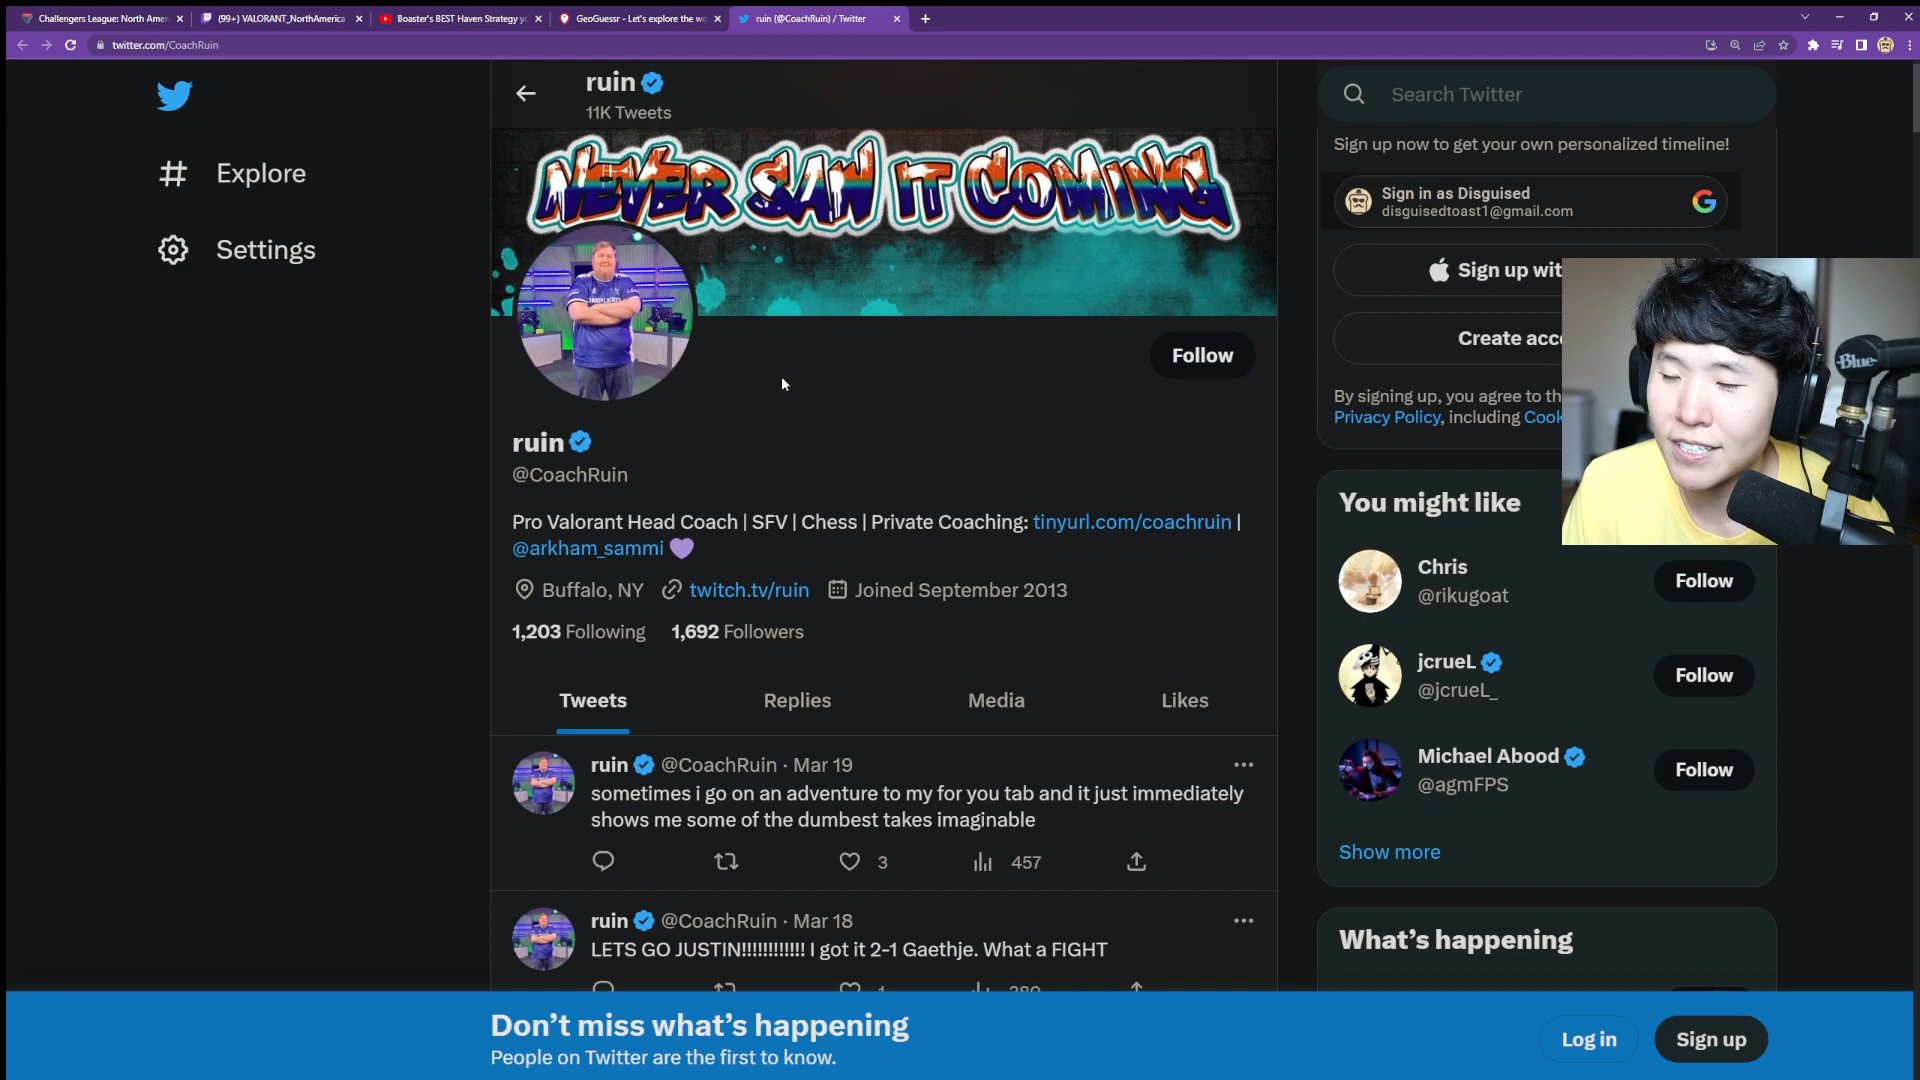 Challengers League: North Amer
(99+) VALORANT_NorthAmerica
Boaster's BEST Haven Strategy yo
GeoGuessr - Let's explore the wo
ruin (@CoachRuin) / Twitter
twitter.com/CoachRuin
Explore
Settings
ruin
11K Tweets
NEVER SAW IT COMING
Follow
ruin
@CoachRuin
Pro Valorant Head Coach | SFV | Chess | Private Coaching: tinyurl.com/coachruin |
@arkham_sammi 💜
Buffalo, NY twitch.tv/ruin Joined September 2013
1,203 Following 1,692 Followers
Tweets Replies Media Likes
ruin @CoachRuin · Mar 19
sometimes i go on an adventure to my for you tab and it just immediately
shows me some of the dumbest takes imaginable
3 457
ruin @CoachRuin · Mar 18
LETS GO JUSTIN!!!!!!!!!!!! I got it 2-1 Gaethje. What a FIGHT
1 380
Search Twitter
Sign up now to get your own personalized timeline!
Sign in as Disguised
disguisedtoast1@gmail.com
Sign up wit
Create acco
By signing up, you agree to th
Privacy Policy, including Cook
Blue
You might like
Chris
@rikugoat
Follow
jcrueL
@jcrueL_
Follow
Michael Abood
@agmFPS
Follow
Show more
What's happening
Don't miss what's happening
People on Twitter are the first to know.
Log in
Sign up